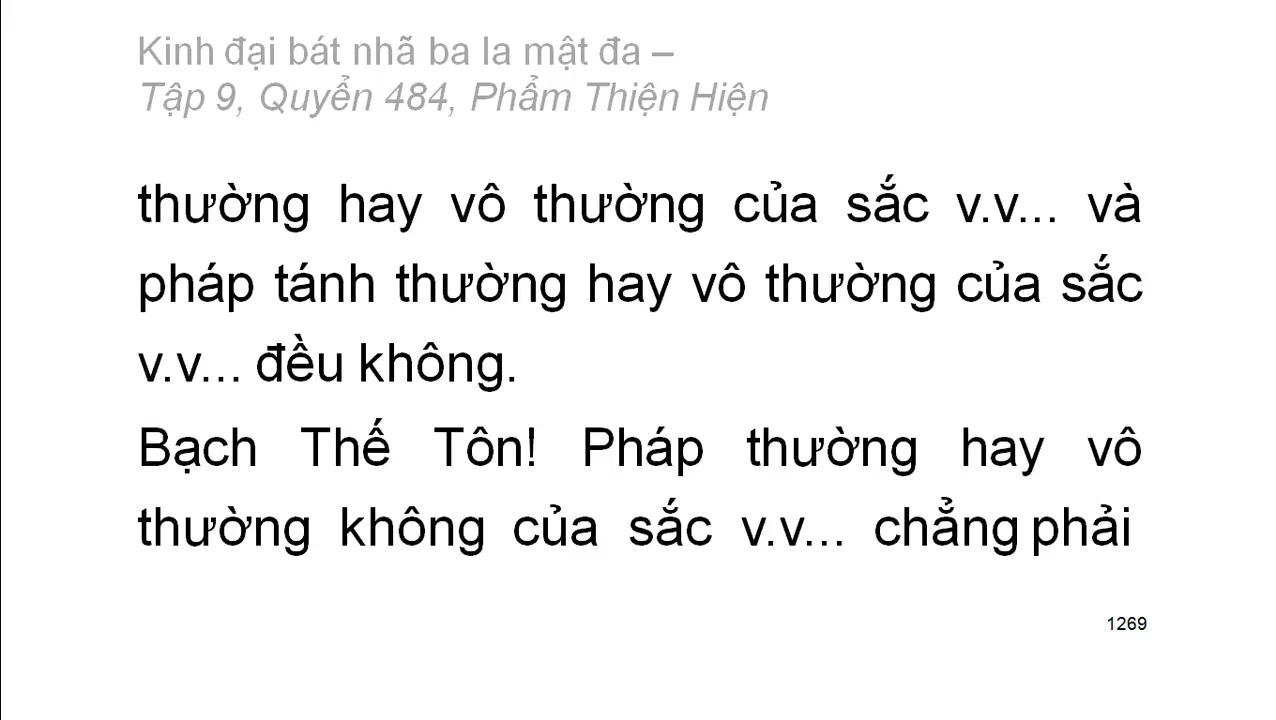 Kinh đại bát nhã ba la mật đa –
Tập 9, Quyển 484, Phẩm Thiện Hiện
thường hay vô thường của sắc v.v... và
pháp tánh thường hay vô thường của sắc
v.v... đều không.
Bạch Thế Tôn! Pháp thường hay vô
thường không của sắc v.v... chẳng phải
1269